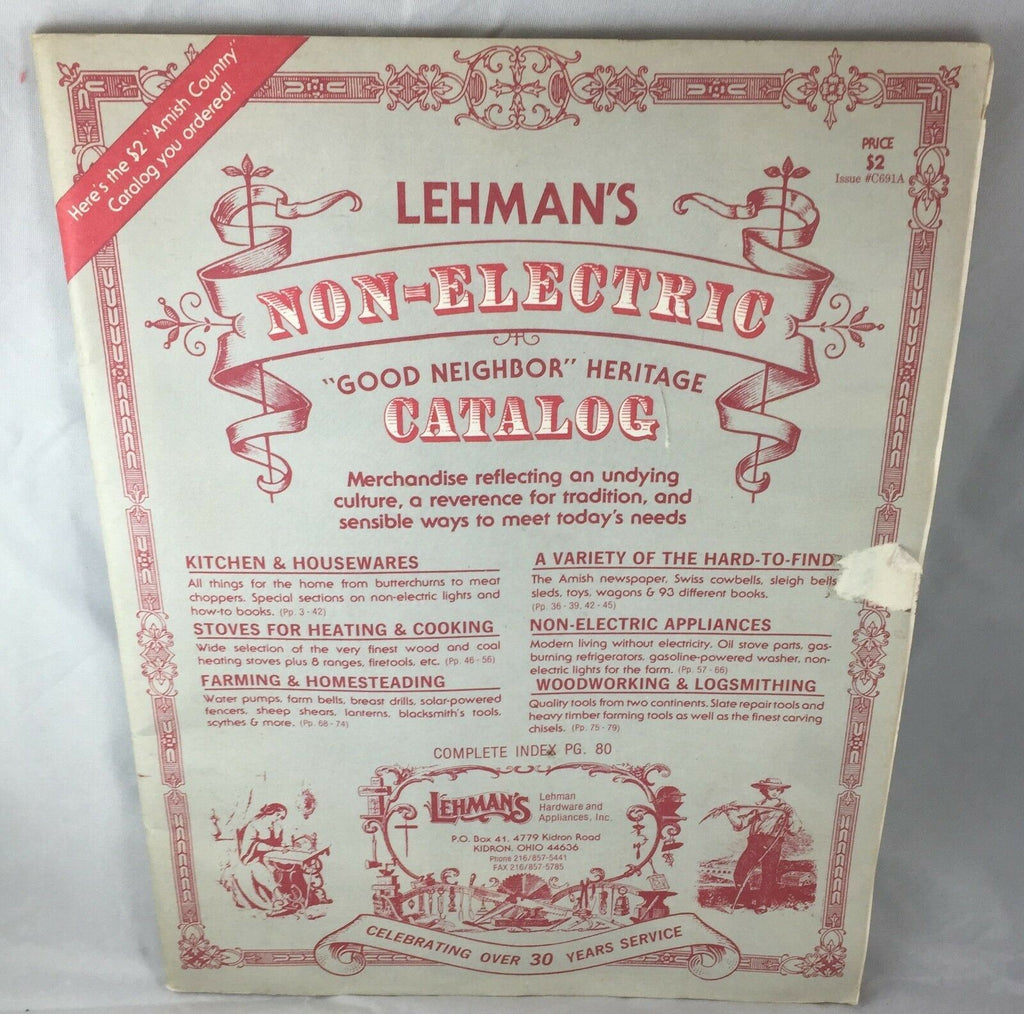 Here's the $2 "Amish Country"
Catalog you ordered!
PRICE
$2
Issue #C691A
LEHMAN'S
NON-ELECTRIC
"GOOD NEIGHBOR" HERITAGE
CATALOG
Merchandise reflecting an undying
culture, a reverence for tradition, and
sensible ways to meet today's needs
KITCHEN & HOUSEWARES
All things for the home from butterchurns to meat
choppers. Special sections on non-electric lights and
how-to books. (Pp. 3 - 42)
STOVES FOR HEATING & COOKING
Wide selection of the very finest wood and coal
heating stoves plus 8 ranges, firetools, etc. (Pp. 46 - 56)
FARMING & HOMESTEADING
Water pumps, farm bells, breast drills, solar-powered
fencers, sheep shears, lanterns, blacksmith's tools,
scythes & more. (Pp. 68 - 74)
A VARIETY OF THE HARD-TO-FIND
The Amish newspaper, Swiss cowbells, sleigh bells
sleds, toys, wagons & 93 different books.
(Pp. 36 - 39, 42 - 45)
NON-ELECTRIC APPLIANCES
Modern living without electricity. Oil stove parts, gas-
burning refrigerators, gasoline-powered washer, non-
electric lights for the farm. (Pp. 57 - 66)
WOODWORKING & LOGSMITHING
Quality tools from two continents. Slate repair tools and
heavy timber farming tools as well as the finest carving
chisels. (Pp. 75 - 79)
COMPLETE INDEX PG. 80
LEHMAN'S
Lehman
Hardware and
Appliances, Inc.
P.O. Box 41, 4779 Kidron Road
KIDRON, OHIO 44636
Phone 216/857-5441
FAX 216/857-5785
CELEBRATING OVER 30 YEARS SERVICE